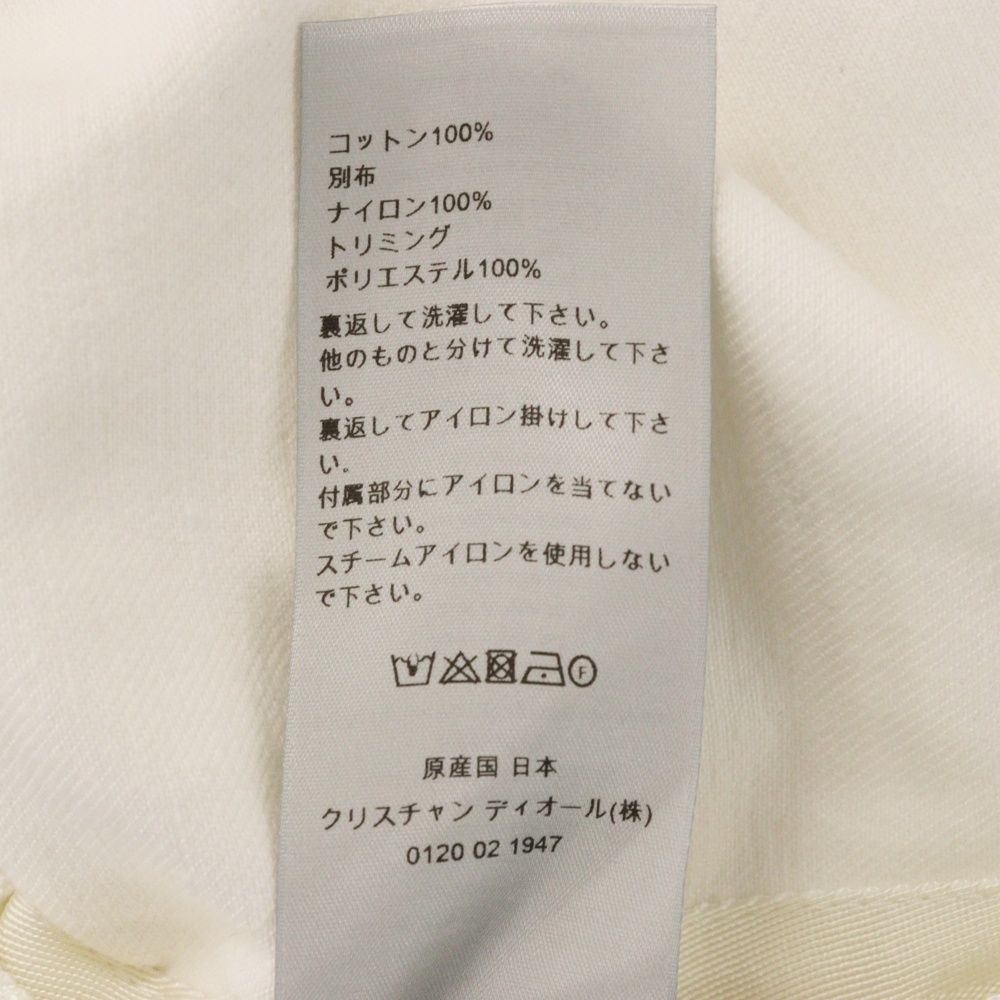 コットン100%
別布
ナイロン100%
トリミング
ポリエステル100%
裏返して洗濯して下さい。
他のものと分けて洗濯して下さ
い。
裏返してアイロン掛けして下さ
い。
付属部分にアイロンを当てない
で下さい。
スチームアイロンを使用しない
で下さい。
F
原産国 日本
クリスチャン ディオール(株)
0120 02 1947